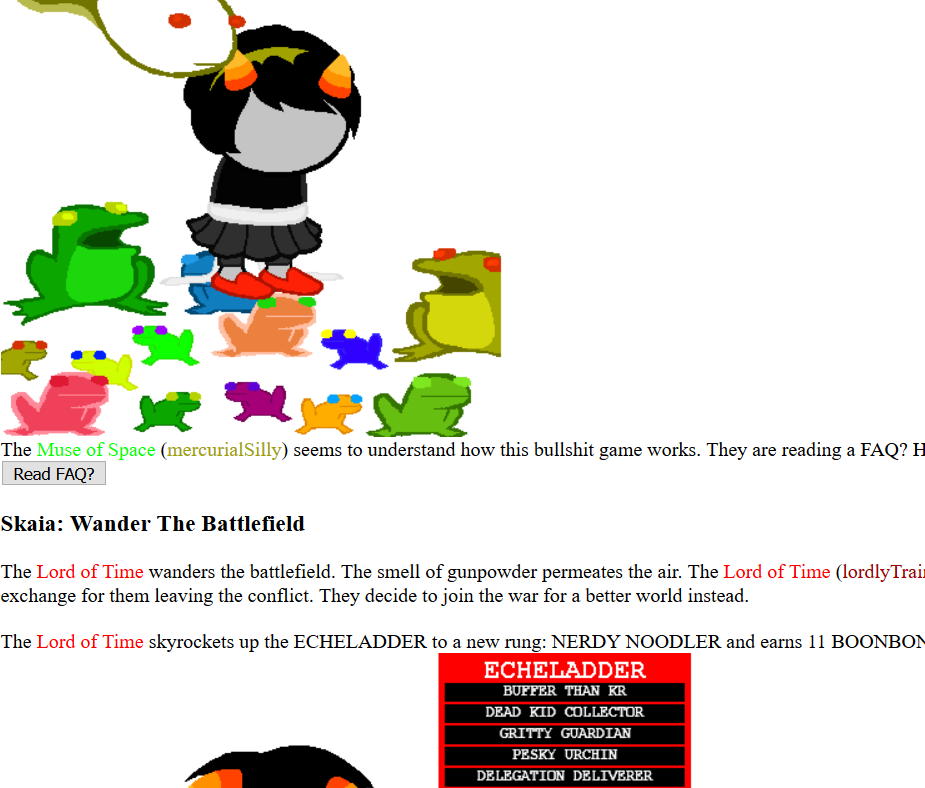 The Muse of Space (mercurialSilly) seems to understand how this bullshit game works. They are reading a FAQ? H
Read FAQ?
Skaia: Wander The Battlefield
The Lord of Time wanders the battlefield. The smell of gunpowder permeates the air. The Lord of Time (lordlyTrai
exchange for them leaving the conflict. They decide to join the war for a better world instead.
The Lord of Time skyrockets up the ECHELADDER to a new rung: NERDY NOODLER and earns 11 BOONBON
ECHELADDER
BUFFER THAN KR
DEAD KID COLLECTOR
GRITTY GUARDIAN
PESKY URCHIN
DELEGATION DELIVERER